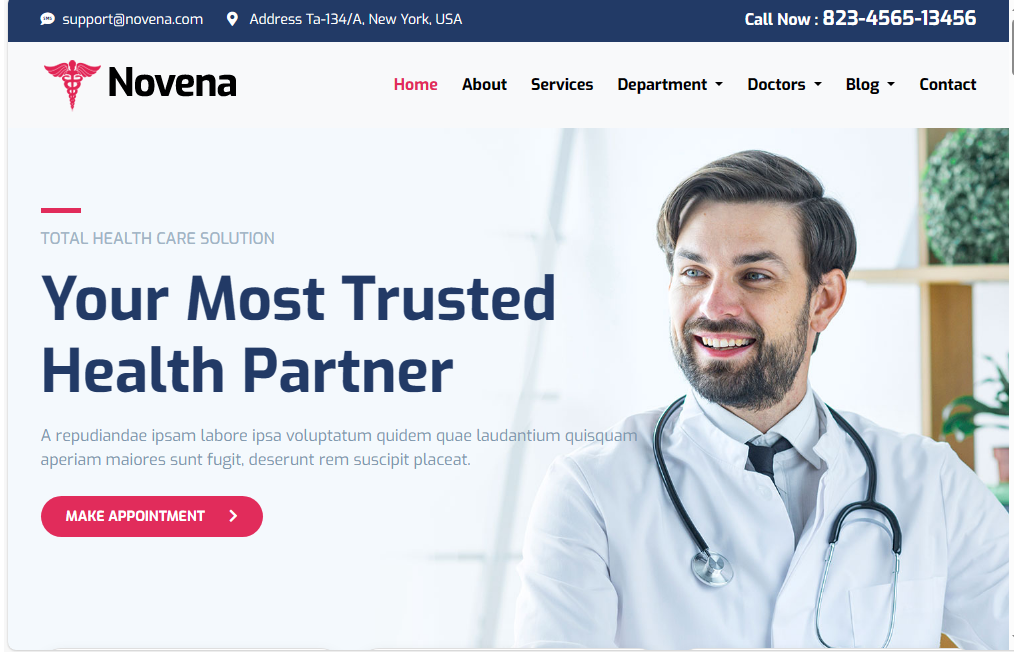 support@novena.com Address Ta-134/A, New York, USA Call Now : 823-4565-13456
Novena
Home About Services Department Doctors Blog Contact
TOTAL HEALTH CARE SOLUTION
Your Most Trusted
Health Partner
A repudiandae ipsam labore ipsa voluptatum quidem quae laudantium quisquam
aperiam maiores sunt fugit, deserunt rem suscipit placeat.
MAKE APPOINTMENT